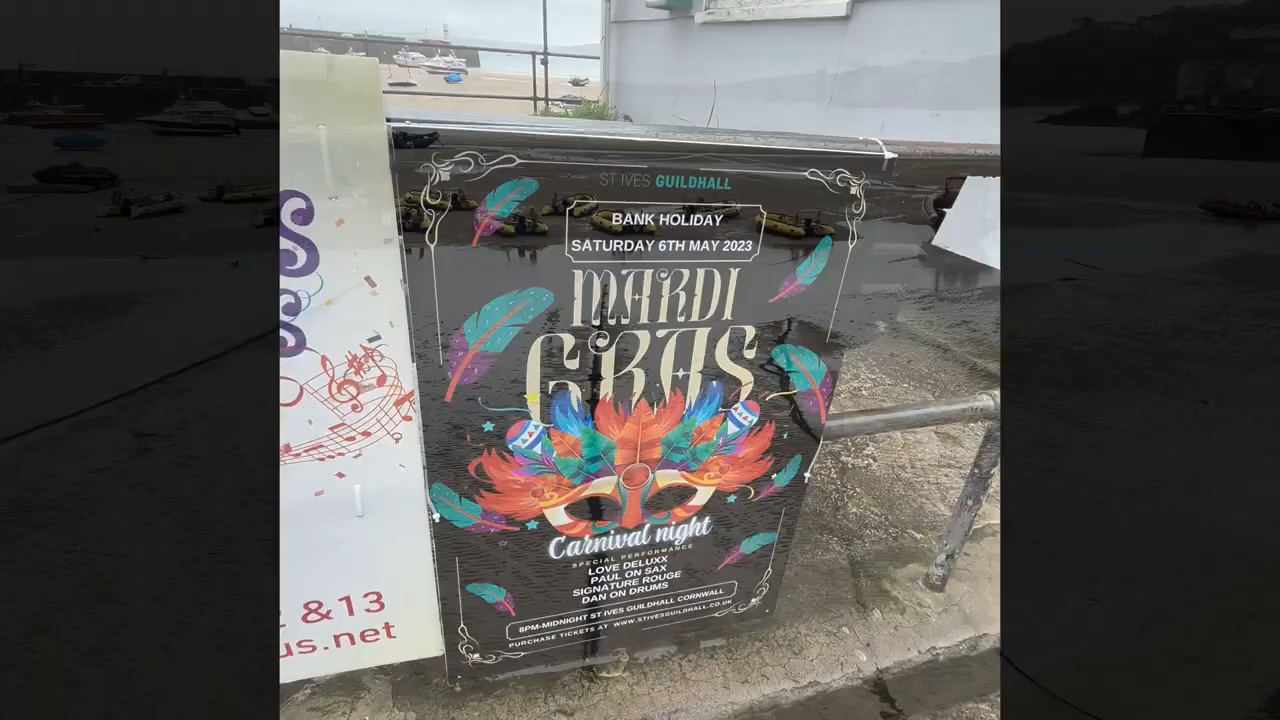 ST IVES GUILDHALL
BANK HOLIDAY
SATURDAY 6TH MAY 2023
MARDI
GRAS
Carnival night
SPECIAL PERFORMANCE
LOVE DELUXX
PAUL ON SAX
SIGNATURE ROUGE
DAN ON DRUMS
8PM-MIDNIGHT ST IVES GUILDHALL CORNWALL
PURCHASE TICKETS AT WWW.STIVESGUILDHALL.CO.UK
&13
us.net